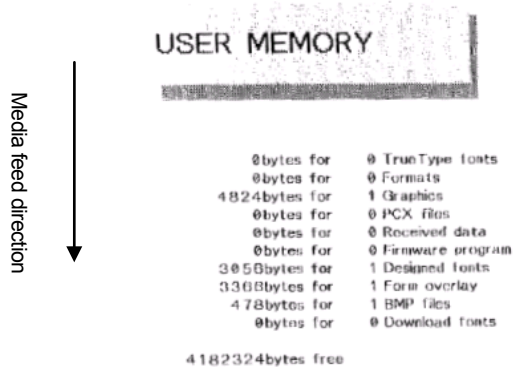 USER MEMORY
Media feed direction
0bytes for 0 TrueType fonts
0bytes for 0 Formats
4824bytes for 1 Graphics
0bytes for 0 PCX files
0bytes for 0 Received data
0bytes for 0 Firmware program
3056bytes for 1 Designed fonts
3368bytes for 1 Form overlay
478bytes for 1 BMP files
0bytes for 0 Download fonts
4182324bytes free